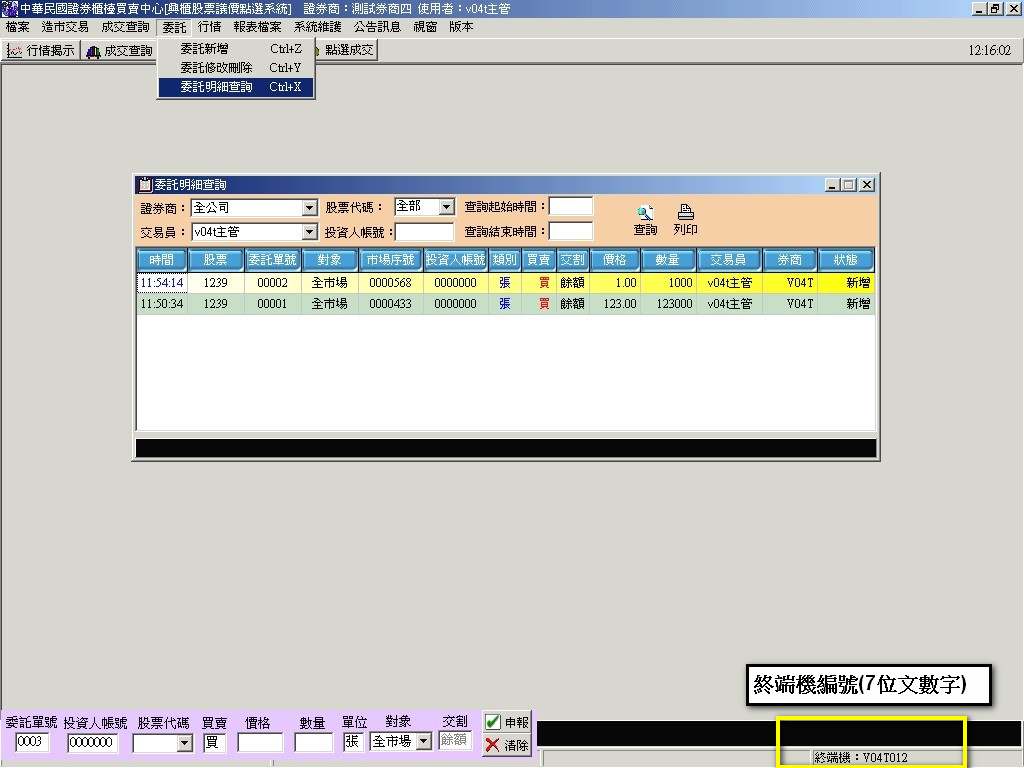 中華民國證券櫃檯買賣中心[興櫃股票議價點選系統] 證券商：測試券商四 使用者：v04t主管
檔案 造市交易 成交查詢 委託 行情 報表檔案 系統維護 公告訊息 視窗 版本
行情揭示 成交查詢 點選成交 12:16:02
委託新增 Ctrl+Z
委託修改刪除 Ctrl+Y
委託明細查詢 Ctrl+X
委託明細查詢
證券商： 全公司 股票代碼： 全部 查詢起始時間：
交易員： v04t主管 投資人帳號： 查詢結束時間：
查詢 列印
時間 股票 委託單號 對象 市場序號 投資人帳號 類別 買賣 交割 價格 數量 交易員 券商 狀態
11:54:14 1239 00002 全市場 0000568 0000000 張 買 餘額 1.00 1000 v04t主管 V04T 新增
11:50:34 1239 00001 全市場 0000433 0000000 張 買 餘額 123.00 123000 v04t主管 V04T 新增
終端機編號(7位文數字)
委託單號 投資人帳號 股票代碼 買賣 價格 數量 單位 對象 交割 申報
0003 0000000 買 張 全市場 餘額 清除
終端機：V04T012